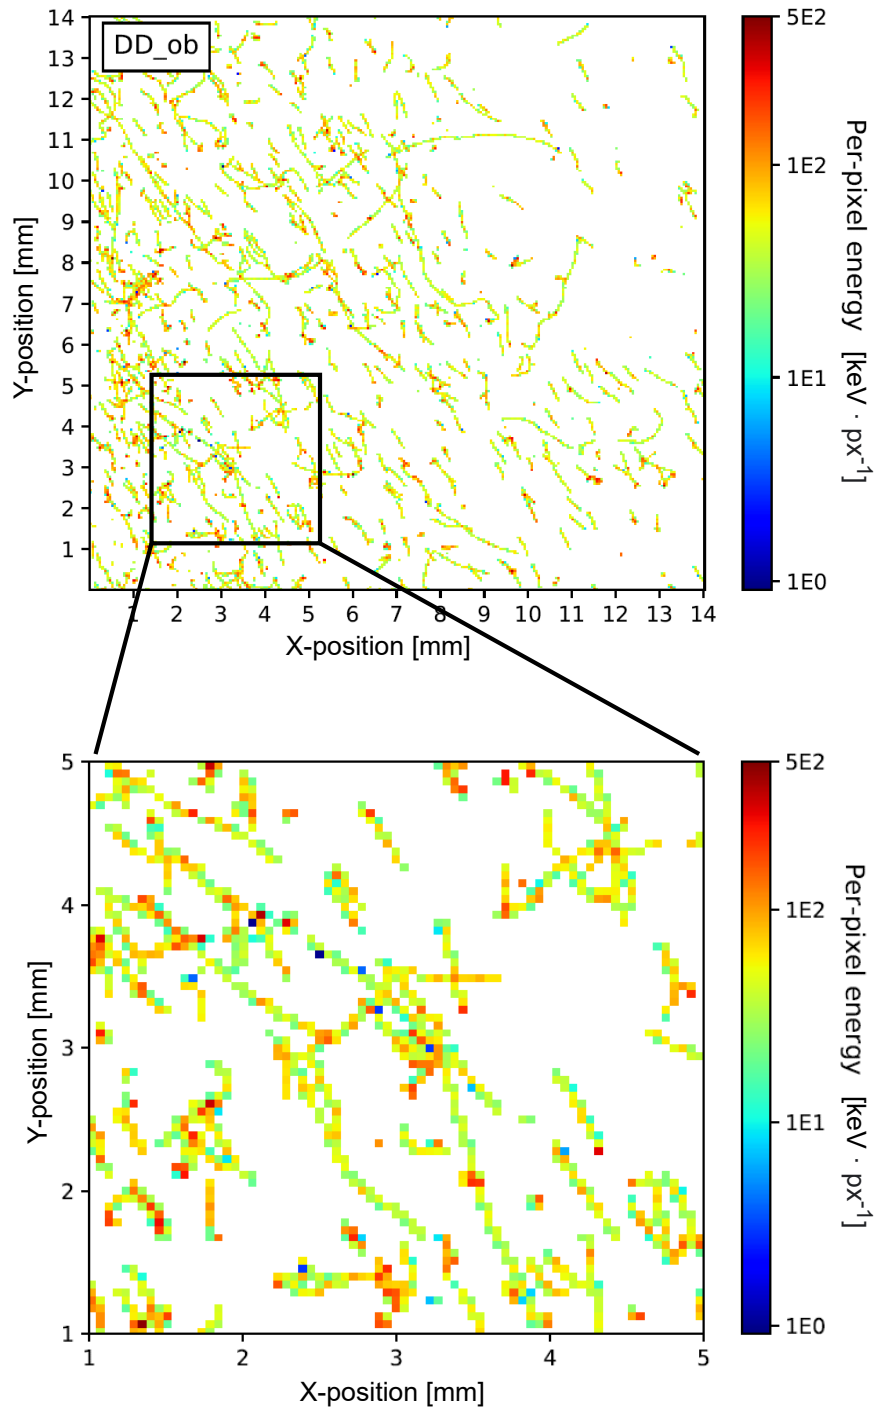 DD_ob
14
13
12
11
10
9
8
7
6
5
4
3
2
1
Y-position [mm]
1 2 3 4 5 6 7 8 9 10 11 12 13 14
X-position [mm]
5E2
1E2
1E1
1E0
Per-pixel energy [keV · px⁻¹]
5
4
3
2
1
Y-position [mm]
1 2 3 4 5
X-position [mm]
5E2
1E2
1E1
1E0
Per-pixel energy [keV · px⁻¹]